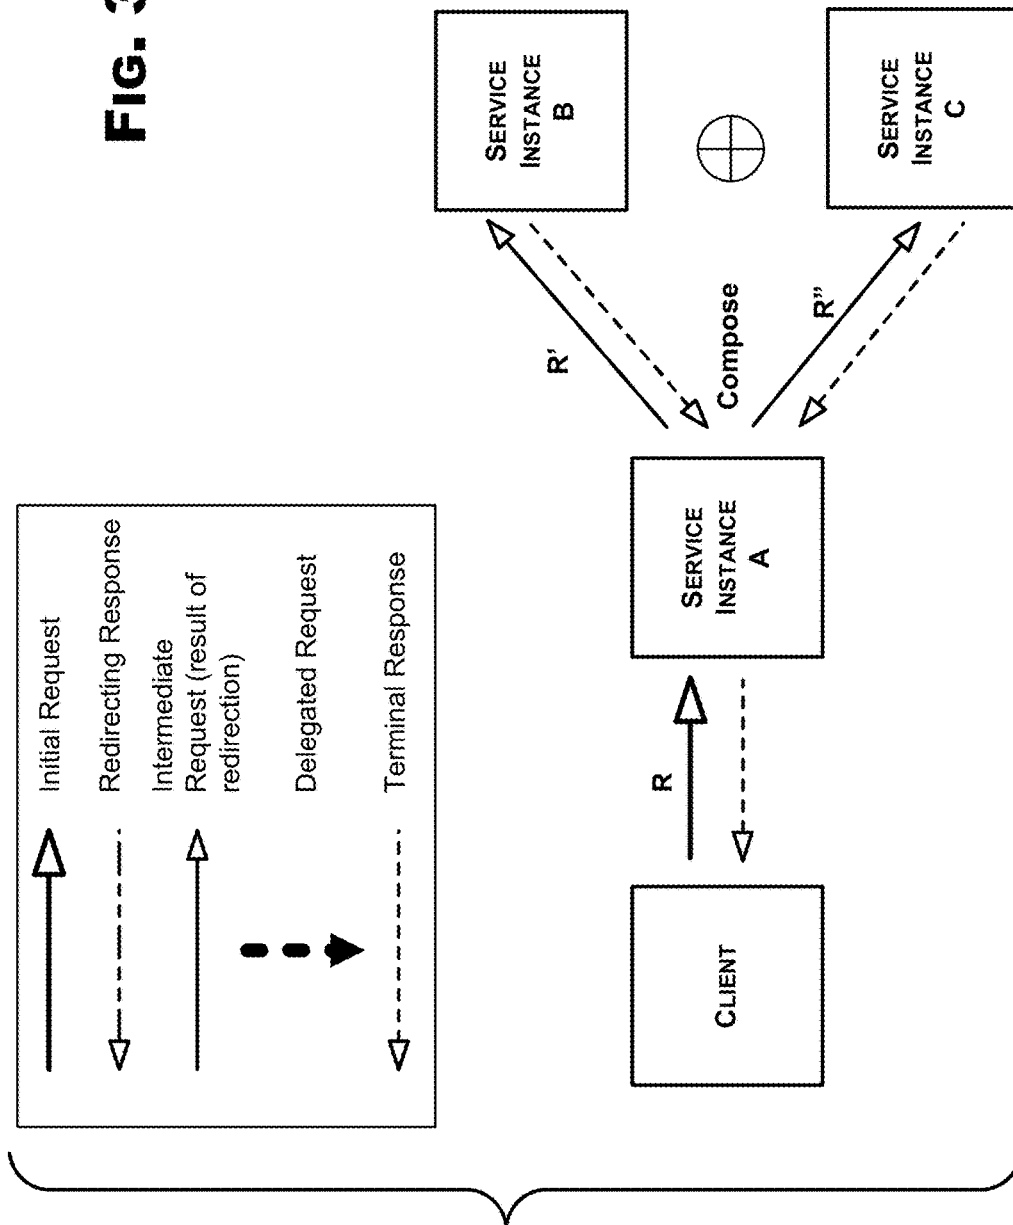 FIG. 3
Initial Request
Redirecting Response
Intermediate
Request (result of
redirection)
Delegated Request
Terminal Response
CLIENT
R
SERVICE
INSTANCE
A
R'
Compose
R"
SERVICE
INSTANCE
B
SERVICE
INSTANCE
C